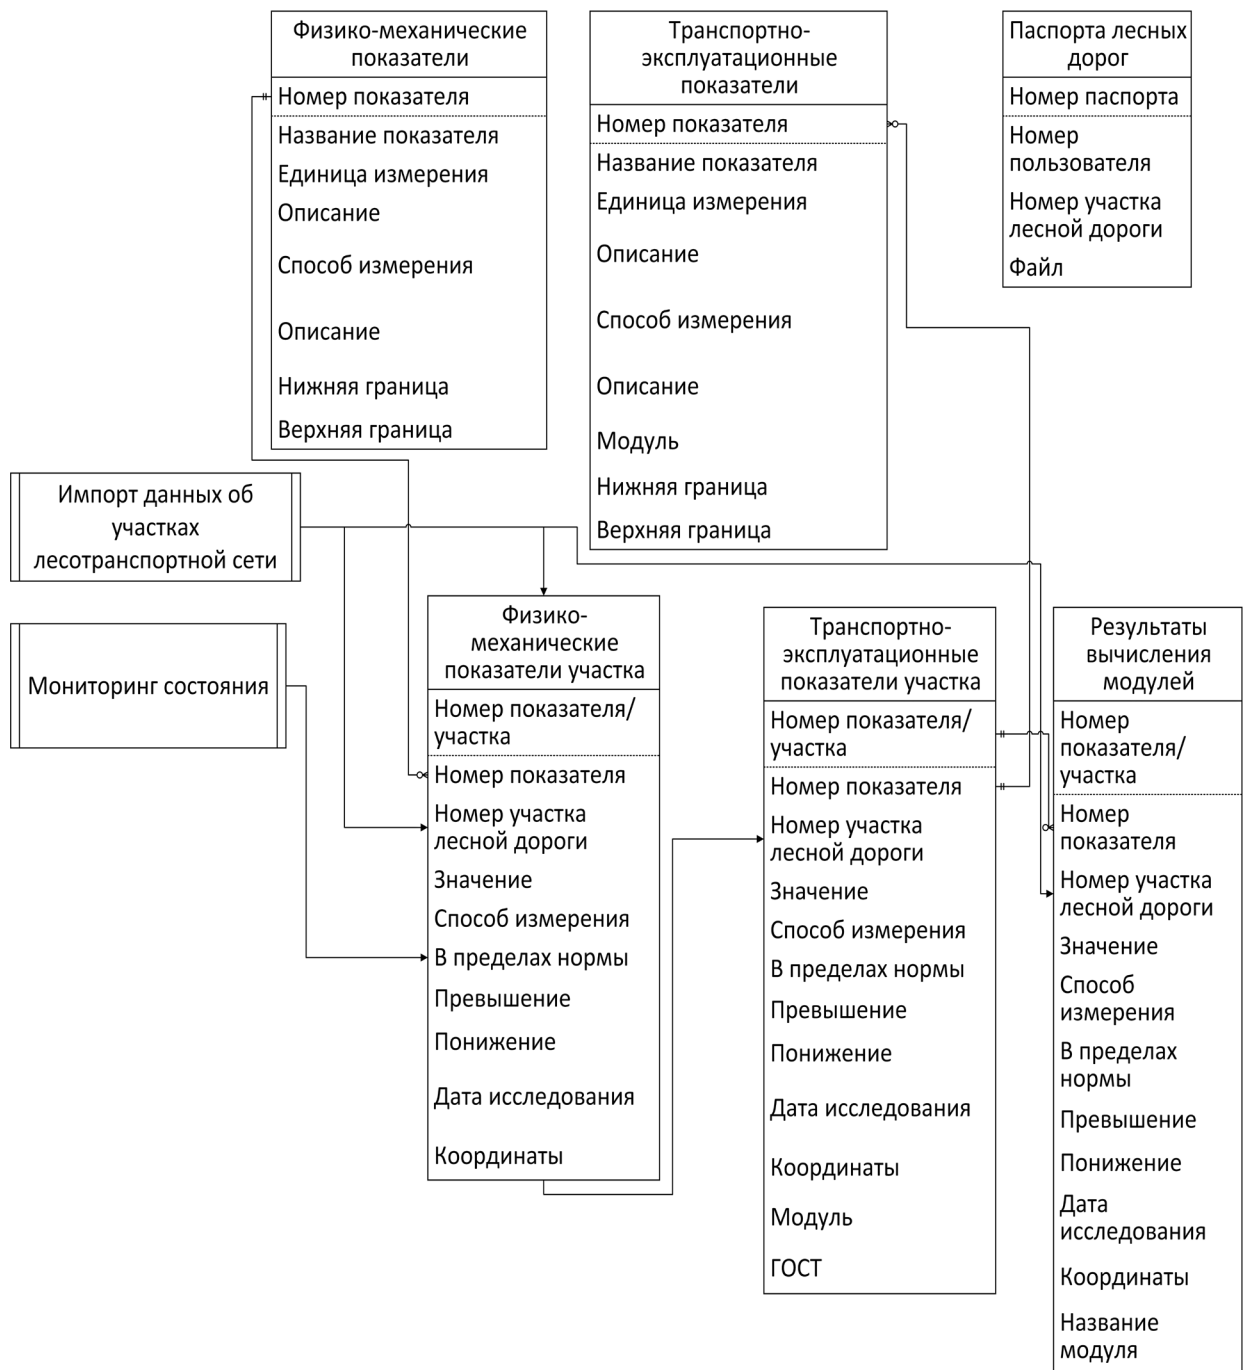 Физико-механические
показатели
Номер показателя
Название показателя
Единица измерения
Описание
Способ измерения
Описание
Нижняя граница
Верхняя граница
Транспортно-
эксплуатационные
показатели
Номер показателя
Название показателя
Единица измерения
Описание
Способ измерения
Описание
Модуль
Нижняя граница
Верхняя граница
Паспорта лесных
дорог
Номер паспорта
Номер
пользователя
Номер участка
лесной дороги
Файл
Импорт данных об
участках
лесотранспортной сети
Мониторинг состояния
Физико-
механические
показатели участка
Номер показателя/
участка
Номер показателя
Номер участка
лесной дороги
Значение
Способ измерения
В пределах нормы
Превышение
Понижение
Дата исследования
Координаты
Транспортно-
эксплуатационные
показатели участка
Номер показателя/
участка
Номер показателя
Номер участка
лесной дороги
Значение
Способ измерения
В пределах нормы
Превышение
Понижение
Дата исследования
Координаты
Модуль
ГОСТ
Результаты
вычисления
модулей
Номер
показателя/
участка
Номер
показателя
Номер участка
лесной дороги
Значение
Способ
измерения
В пределах
нормы
Превышение
Понижение
Дата
исследования
Координаты
Название
модуля